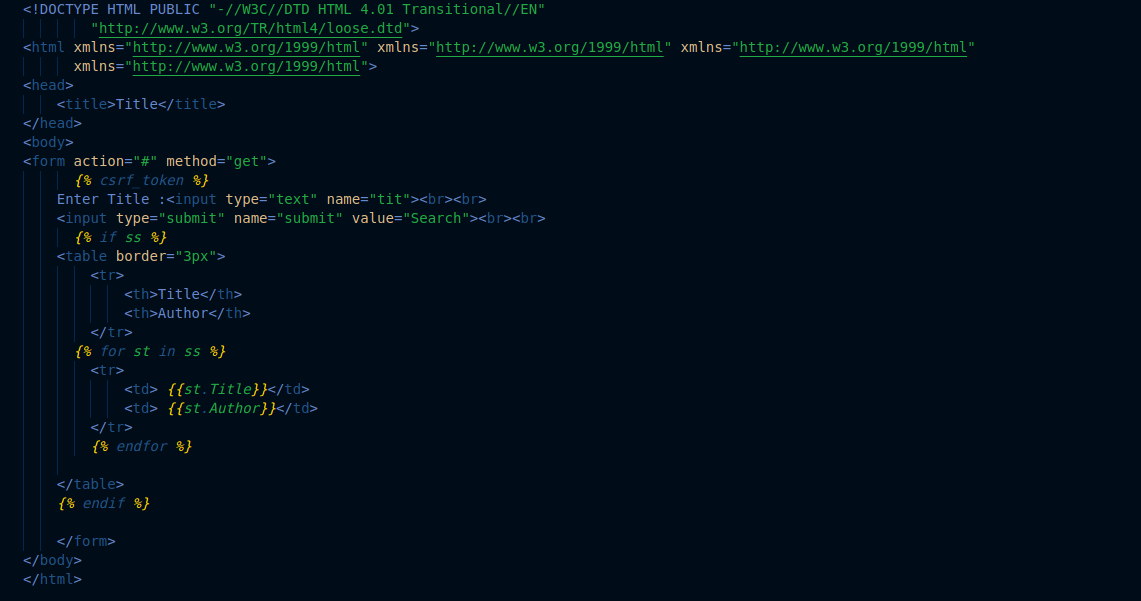 <!DOCTYPE HTML PUBLIC "-//W3C//DTD HTML 4.01 Transitional//EN"
"http://www.w3.org/TR/html4/loose.dtd">
<html xmlns="http://www.w3.org/1999/html" xmlns="http://www.w3.org/1999/html" xmlns="http://www.w3.org/1999/html"
xmlns="http://www.w3.org/1999/html">
<head>
<title>Title</title>
</head>
<body>
<form action="#" method="get">
{% csrf_token %}
Enter Title :<input type="text" name="tit"><br><br>
<input type="submit" name="submit" value="Search"><br><br>
{% if ss %}
<table border="3px">
<tr>
<th>Title</th>
<th>Author</th>
</tr>
{% for st in ss %}
<tr>
<td> {{st.Title}}</td>
<td> {{st.Author}}</td>
</tr>
{% endfor %}
</table>
{% endif %}
</form>
</body>
</html>